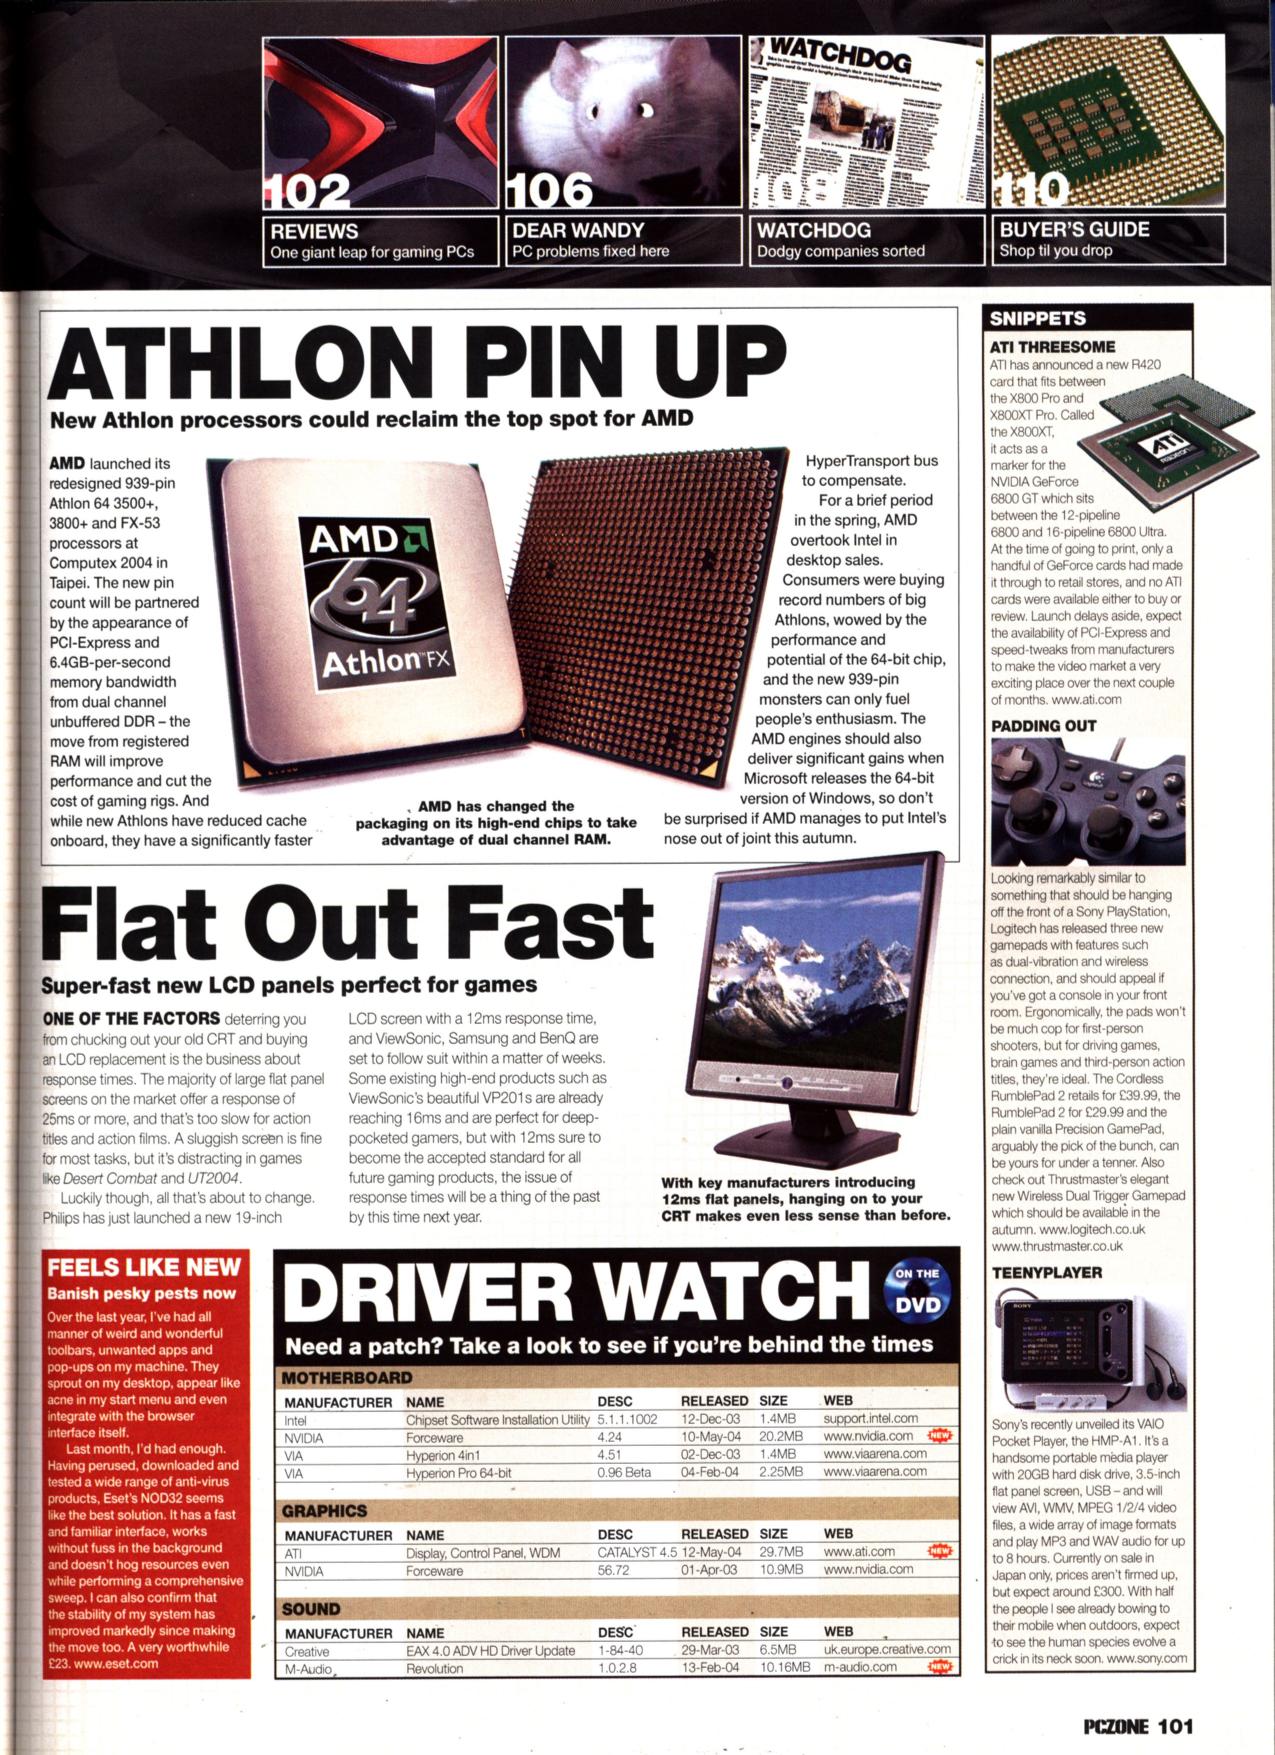 102
REVIEWS
One giant leap for gaming PCs
106
DEAR WANDY
PC problems fixed here
WATCHDOG
108
WATCHDOG
Dodgy companies sorted
110
BUYER'S GUIDE
Shop til you drop
ATHLON PIN UP
New Athlon processors could reclaim the top spot for AMD
AMD launched its
redesigned 939-pin
Athlon 64 3500+,
3800+ and FX-53
processors at
Computex 2004 in
Taipei. The new pin
count will be partnered
by the appearance of
PCI-Express and
6.4GB-per-second
memory bandwidth
from dual channel
unbuffered DDR – the
move from registered
RAM will improve
performance and cut the
cost of gaming rigs. And
while new Athlons have reduced cache
onboard, they have a significantly faster
AMD
64
Athlon™FX
AMD has changed the
packaging on its high-end chips to take
advantage of dual channel RAM.
HyperTransport bus
to compensate.
For a brief period
in the spring, AMD
overtook Intel in
desktop sales.
Consumers were buying
record numbers of big
Athlons, wowed by the
performance and
potential of the 64-bit chip,
and the new 939-pin
monsters can only fuel
people's enthusiasm. The
AMD engines should also
deliver significant gains when
Microsoft releases the 64-bit
version of Windows, so don't
be surprised if AMD manages to put Intel's
nose out of joint this autumn.
Flat Out Fast
Super-fast new LCD panels perfect for games
ONE OF THE FACTORS deterring you
from chucking out your old CRT and buying
an LCD replacement is the business about
response times. The majority of large flat panel
screens on the market offer a response of
25ms or more, and that's too slow for action
titles and action films. A sluggish screen is fine
for most tasks, but it's distracting in games
like Desert Combat and UT2004.
Luckily though, all that's about to change.
Philips has just launched a new 19-inch
LCD screen with a 12ms response time,
and ViewSonic, Samsung and BenQ are
set to follow suit within a matter of weeks.
Some existing high-end products such as
ViewSonic's beautiful VP201s are already
reaching 16ms and are perfect for deep-
pocketed gamers, but with 12ms sure to
become the accepted standard for all
future gaming products, the issue of
response times will be a thing of the past
by this time next year.
With key manufacturers introducing
12ms flat panels, hanging on to your
CRT makes even less sense than before.
FEELS LIKE NEW
Banish pesky pests now
Over the last year, I've had all
manner of weird and wonderful
toolbars, unwanted apps and
pop-ups on my machine. They
sprout on my desktop, appear like
acne in my start menu and even
integrate with the browser
interface itself.
Last month, I'd had enough.
Having perused, downloaded and
tested a wide range of anti-virus
products, Eset's NOD32 seems
like the best solution. It has a fast
and familiar interface, works
without fuss in the background
and doesn't hog resources even
while performing a comprehensive
sweep. I can also confirm that
the stability of my system has
improved markedly since making
the move too. A very worthwhile
£23. www.eset.com
DRIVER WATCH
ON THE
DVD
Need a patch? Take a look to see if you're behind the times
MOTHERBOARD
MANUFACTURER NAME DESC RELEASED SIZE WEB
Intel Chipset Software Installation Utility 5.1.1.1002 12-Dec-03 1.4MB support.intel.com
NVIDIA Forceware 4.24 10-May-04 20.2MB www.nvidia.com NEW
VIA Hyperion 4in1 4.51 02-Dec-03 1.4MB www.viaarena.com
VIA Hyperion Pro 64-bit 0.96 Beta 04-Feb-04 2.25MB www.viaarena.com
GRAPHICS
MANUFACTURER NAME DESC RELEASED SIZE WEB
ATI Display, Control Panel, WDM CATALYST 4.5 12-May-04 29.7MB www.ati.com NEW
NVIDIA Forceware 56.72 01-Apr-03 10.9MB www.nvidia.com
SOUND
MANUFACTURER NAME DESC RELEASED SIZE WEB
Creative EAX 4.0 ADV HD Driver Update 1-84-40 29-Mar-03 6.5MB uk.europe.creative.com
M-Audio Revolution 1.0.2.8 13-Feb-04 10.16MB m-audio.com NEW
SNIPPETS
ATI THREESOME
ATI has announced a new R420
card that fits between
the X800 Pro and
X800XT Pro. Called
the X800XT,
it acts as a
marker for the
NVIDIA GeForce
6800 GT which sits
between the 12-pipeline
6800 and 16-pipeline 6800 Ultra.
At the time of going to print, only a
handful of GeForce cards had made
it through to retail stores, and no ATI
cards were available either to buy or
review. Launch delays aside, expect
the availability of PCI-Express and
speed-tweaks from manufacturers
to make the video market a very
exciting place over the next couple
of months. www.ati.com
ATI
PADDING OUT
Logitech
Looking remarkably similar to
something that should be hanging
off the front of a Sony PlayStation,
Logitech has released three new
gamepads with features such
as dual-vibration and wireless
connection, and should appeal if
you've got a console in your front
room. Ergonomically, the pads won't
be much cop for first-person
shooters, but for driving games,
brain games and third-person action
titles, they're ideal. The Cordless
RumblePad 2 retails for £39.99, the
RumblePad 2 for £29.99 and the
plain vanilla Precision GamePad,
arguably the pick of the bunch, can
be yours for under a tenner. Also
check out Thrustmaster's elegant
new Wireless Dual Trigger Gamepad
which should be available in the
autumn. www.logitech.co.uk
www.thrustmaster.co.uk
TEENYPLAYER
SONY
Sony's recently unveiled its VAIO
Pocket Player, the HMP-A1. It's a
handsome portable media player
with 20GB hard disk drive, 3.5-inch
flat panel screen, USB – and will
view AVI, WMV, MPEG 1/2/4 video
files, a wide array of image formats
and play MP3 and WAV audio for up
to 8 hours. Currently on sale in
Japan only, prices aren't firmed up,
but expect around £300. With half
the people I see already bowing to
their mobile when outdoors, expect
to see the human species evolve a
crick in its neck soon. www.sony.com
PCZONE 101